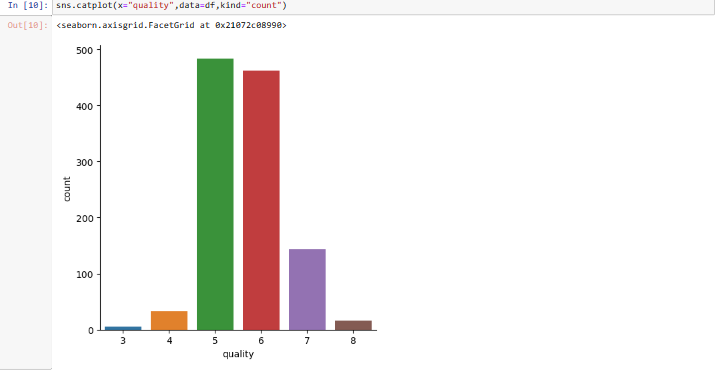 In [10]: sns.catplot(x="quality",data=df,kind="count")
Out[10]: <seaborn.axisgrid.FacetGrid at 0x21072c08990>
500
400
300
200
100
0
count
3 4 5 6 7 8
quality